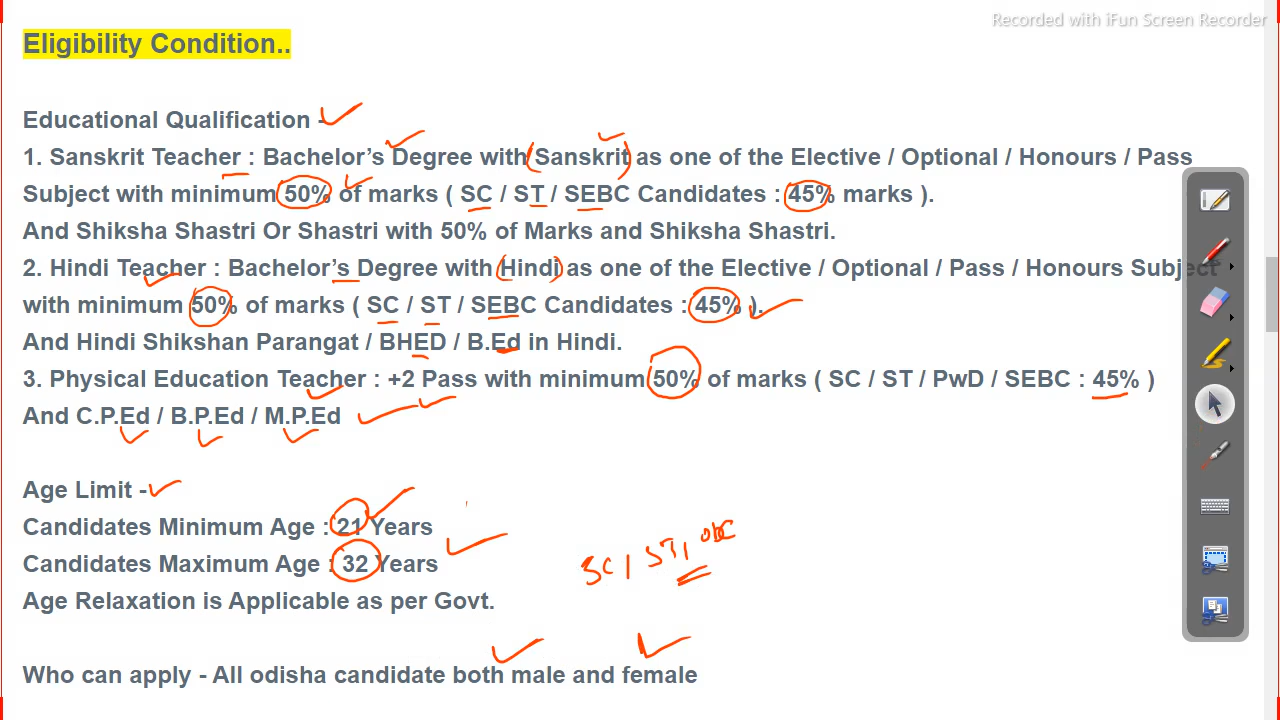 Recorded with iFun Screen Recorder
Eligibility Condition..
Educational Qualification -
1. Sanskrit Teacher : Bachelor's Degree with Sanskrit as one of the Elective / Optional / Honours / Pass
Subject with minimum 50% of marks ( SC / ST / SEBC Candidates : 45% marks ).
And Shiksha Shastri Or Shastri with 50% of Marks and Shiksha Shastri.
2. Hindi Teacher : Bachelor's Degree with Hindi as one of the Elective / Optional / Pass / Honours Subject
with minimum 50% of marks ( SC / ST / SEBC Candidates : 45% ).
And Hindi Shikshan Parangat / BHED / B.Ed in Hindi.
3. Physical Education Teacher : +2 Pass with minimum 50% of marks ( SC / ST / PwD / SEBC : 45% )
And C.P.Ed / B.P.Ed / M.P.Ed
Age Limit -
Candidates Minimum Age : 21 Years
Candidates Maximum Age : 32 Years
SC / ST / OBC
Age Relaxation is Applicable as per Govt.
Who can apply - All odisha candidate both male and female